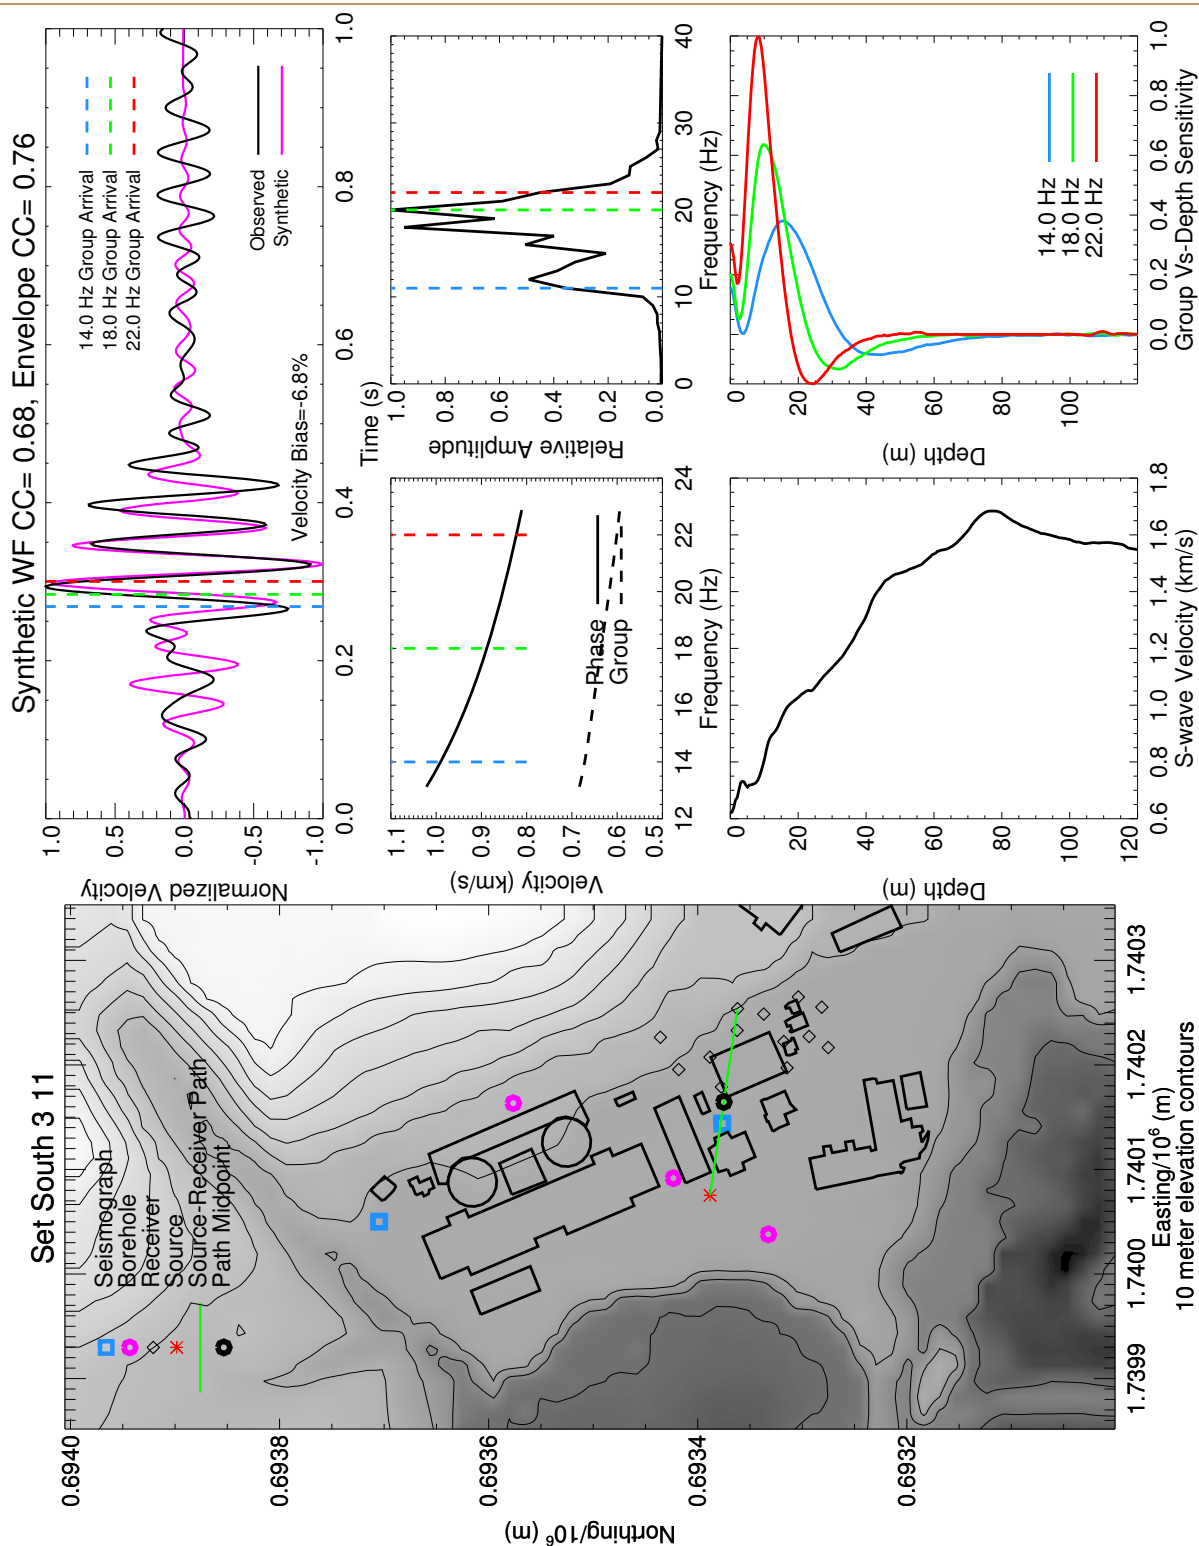 Set South 3 11
Seismograph
Borehole
Receiver
Source
Source-Receiver Path
Path Midpoint
0.6940
0.6938
0.6936
0.6934
0.6932
Northing/10⁶ (m)
1.7399
1.7400
1.7401
1.7402
1.7403
Easting/10⁶ (m)
10 meter elevation contours
Synthetic WF CC= 0.68, Envelope CC= 0.76
1.0
0.5
0.0
-0.5
-1.0
Normalized Velocity
14.0 Hz Group Arrival
18.0 Hz Group Arrival
22.0 Hz Group Arrival
Observed
Synthetic
Velocity Bias=-6.8%
0.0
0.2
0.4
0.6
0.8
1.0
Time (s)
1.1
1.0
0.9
0.8
0.7
0.6
0.5
Velocity (km/s)
Phase
Group
12
14
16
18
20
22
24
Frequency (Hz)
1.0
0.8
0.6
0.4
0.2
0.0
Relative Amplitude
0
10
20
30
40
Frequency (Hz)
0
20
40
60
80
100
120
Depth (m)
0.6
0.8
1.0
1.2
1.4
1.6
1.8
S-wave Velocity (km/s)
0
20
40
60
80
100
Depth (m)
14.0 Hz
18.0 Hz
22.0 Hz
0.0
0.2
0.4
0.6
0.8
1.0
Group Vs-Depth Sensitivity